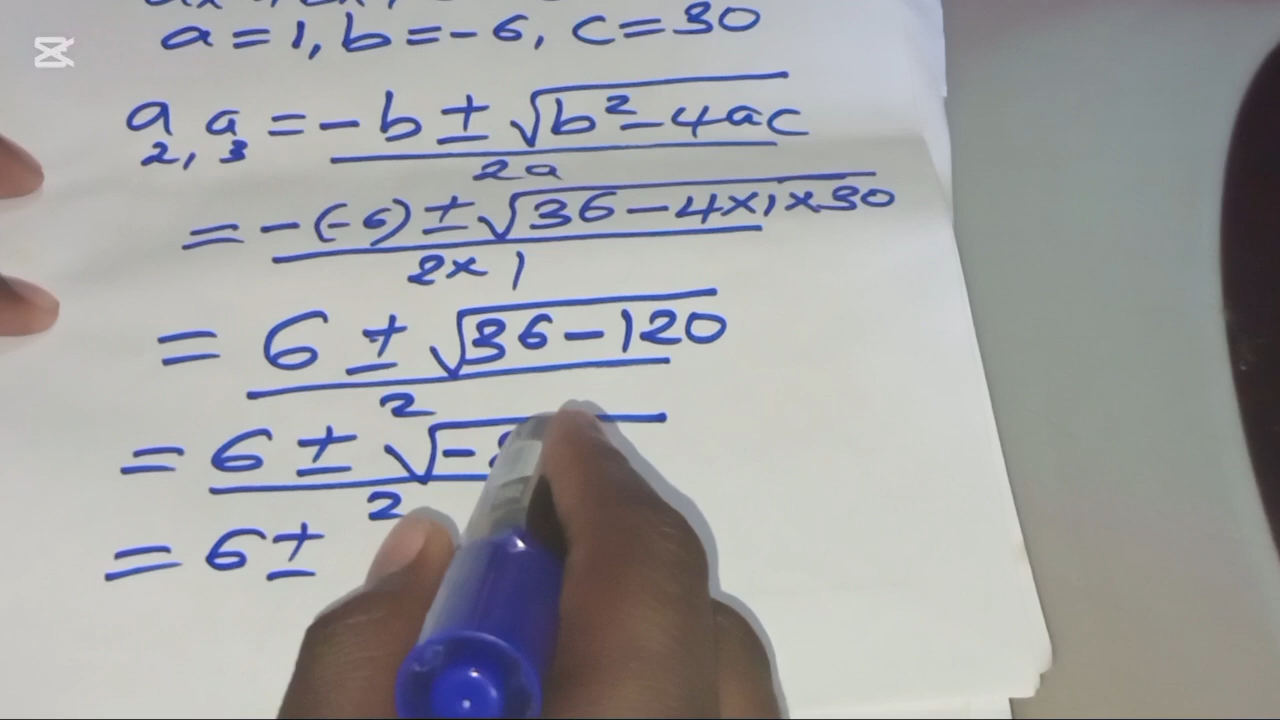 a = 1, b = -6, c = 30
a₂, a₃ = -b ± √b² - 4ac
2a
= -(-6) ± √36 - 4×1×30
2×1
= 6 ± √36 - 120
2
= 6 ± √-
2
= 6 ±